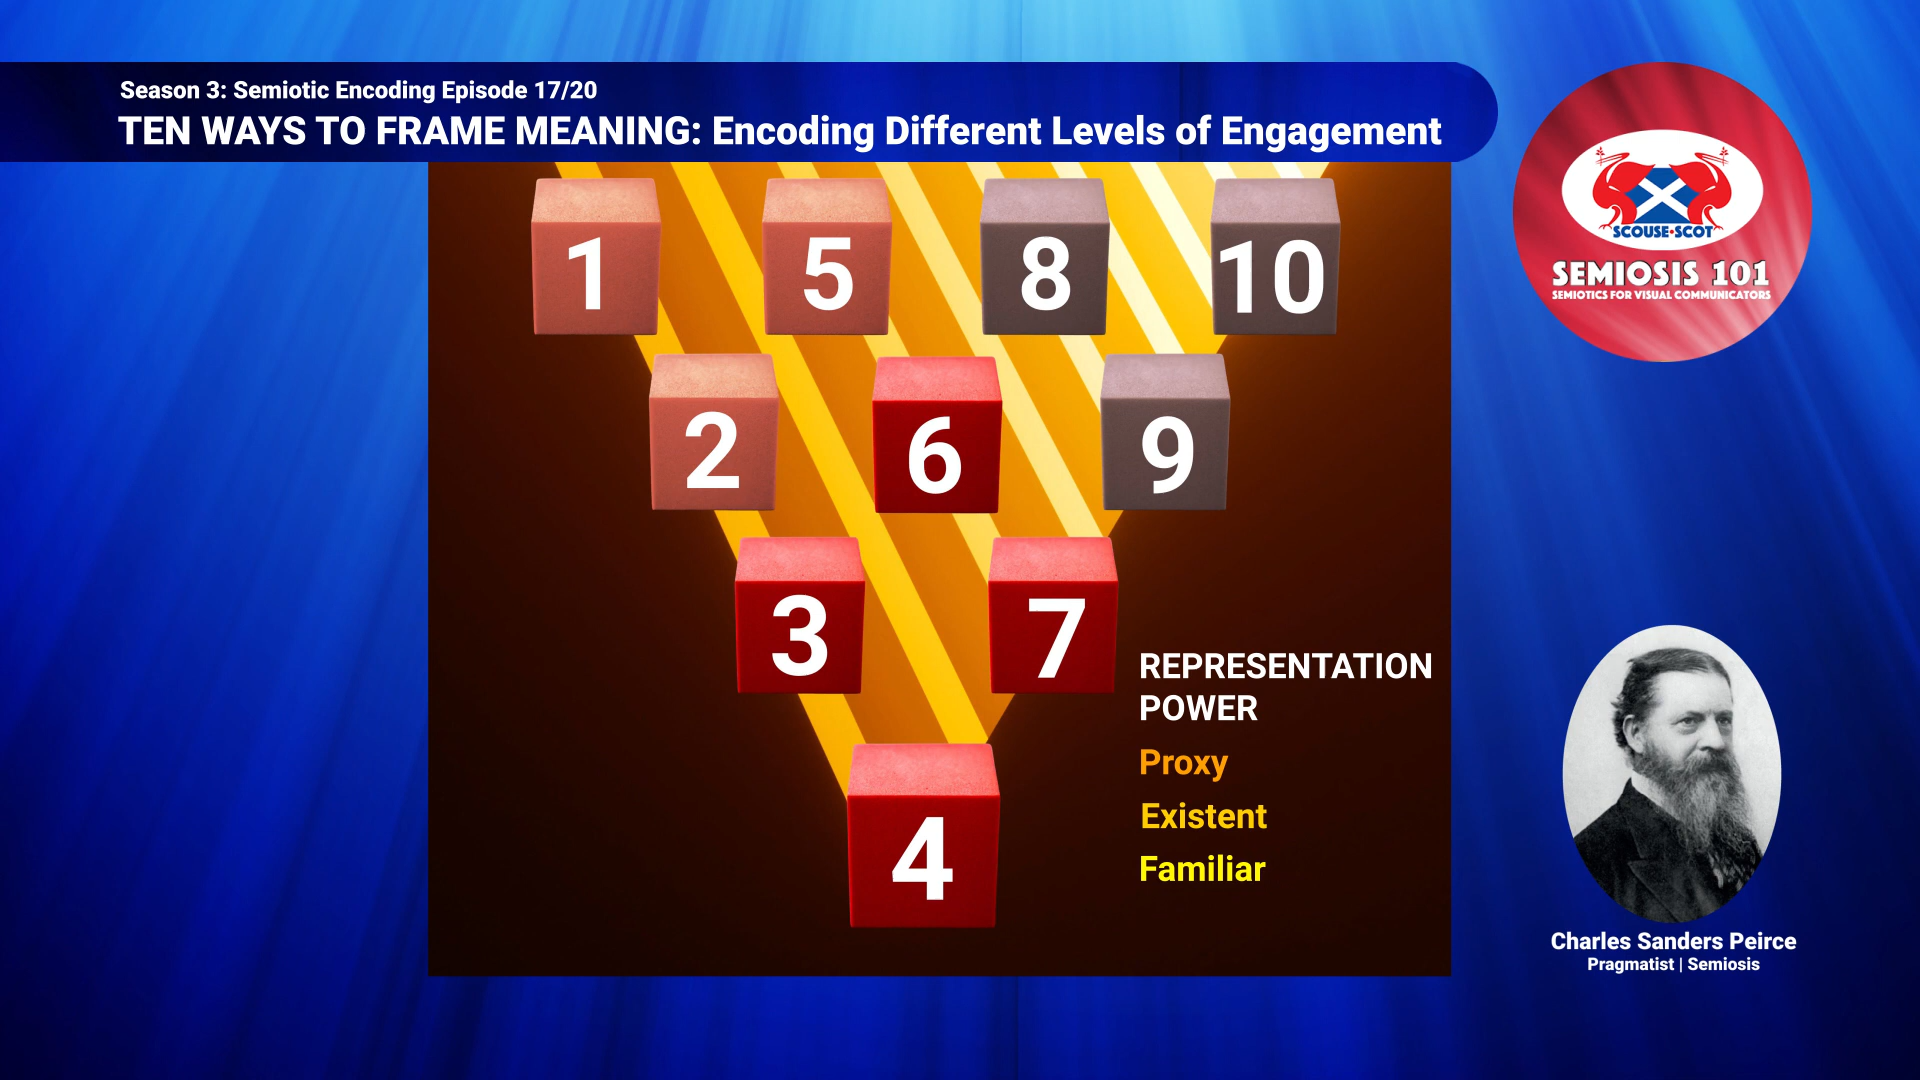 Season 3: Semiotic Encoding Episode 17/20
TEN WAYS TO FRAME MEANING: Encoding Different Levels of Engagement
SCOUSE•SCOT
SEMIOSIS 101
SEMIOTICS FOR VISUAL COMMUNICATORS
1 5 8 10
2 6 9
3 7
4
REPRESENTATION
POWER
Proxy
Existent
Familiar
Charles Sanders Peirce
Pragmatist | Semiosis